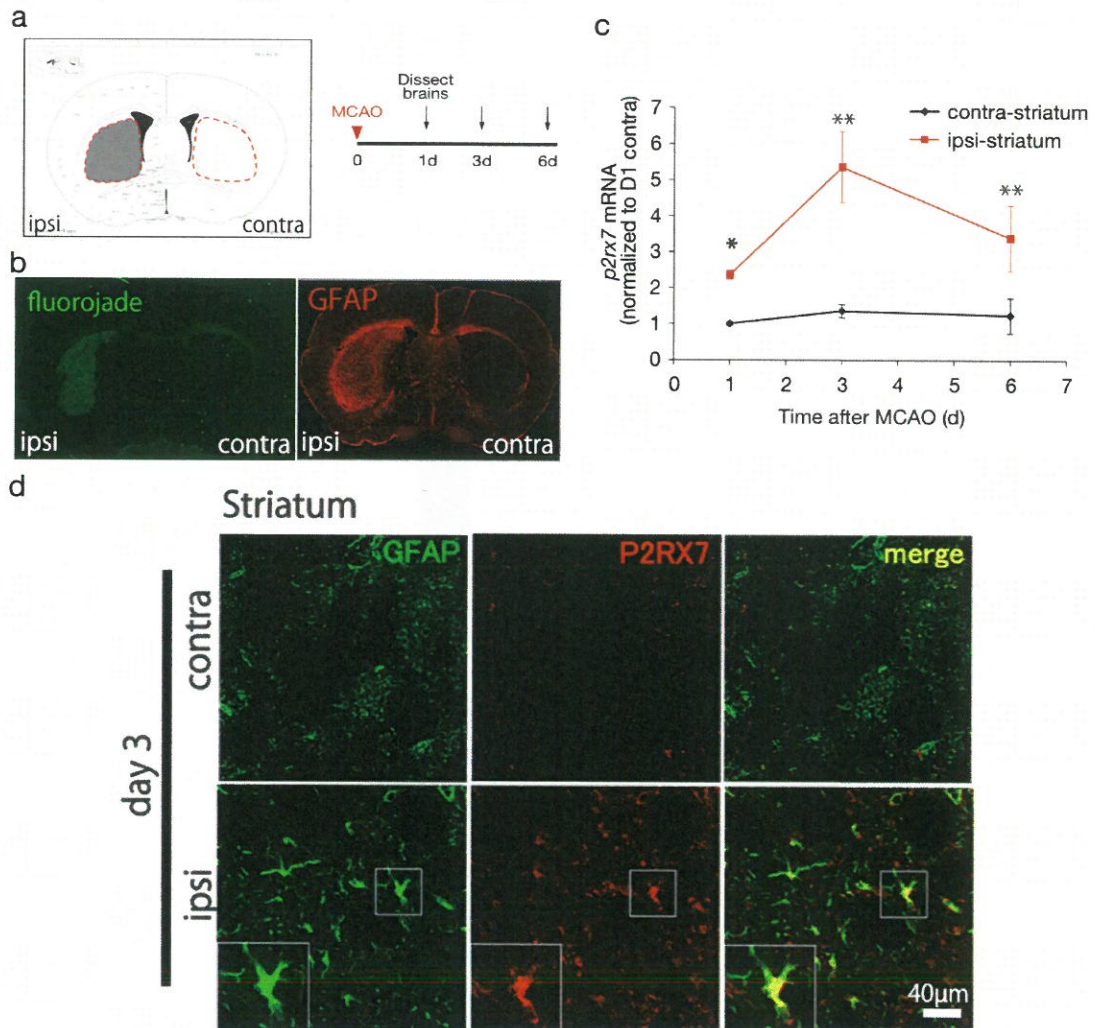 a
ipsi
contra
MCAO
Dissect
brains
0
1d
3d
6d
b
fluorojade
ipsi
contra
GFAP
ipsi
contra
c
p2rx7 mRNA
(normalized to D1 contra)
7
6
5
4
3
2
1
0
*
**
**
contra-striatum
ipsi-striatum
0
1
2
3
4
5
6
7
Time after MCAO (d)
d
Striatum
day 3
contra
GFAP
P2RX7
merge
ipsi
40μm